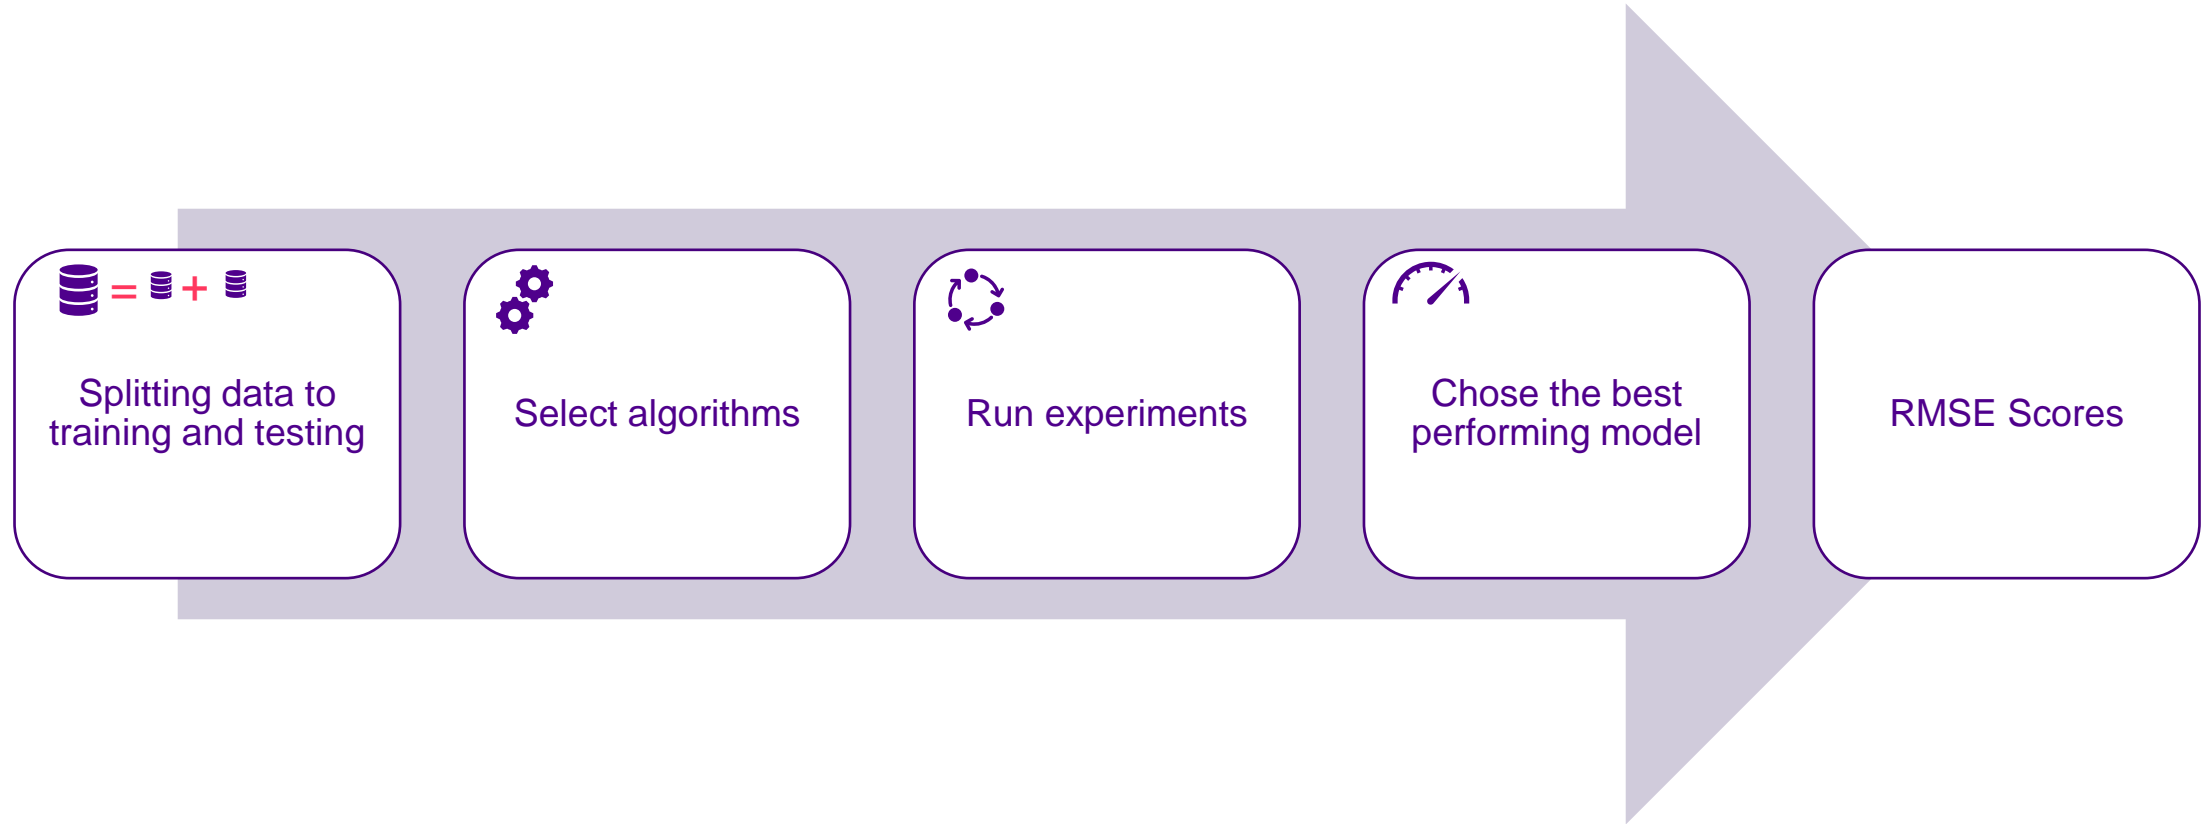 = +
Splitting data to
training and testing
Select algorithms
Run experiments
Chose the best
performing model
RMSE Scores